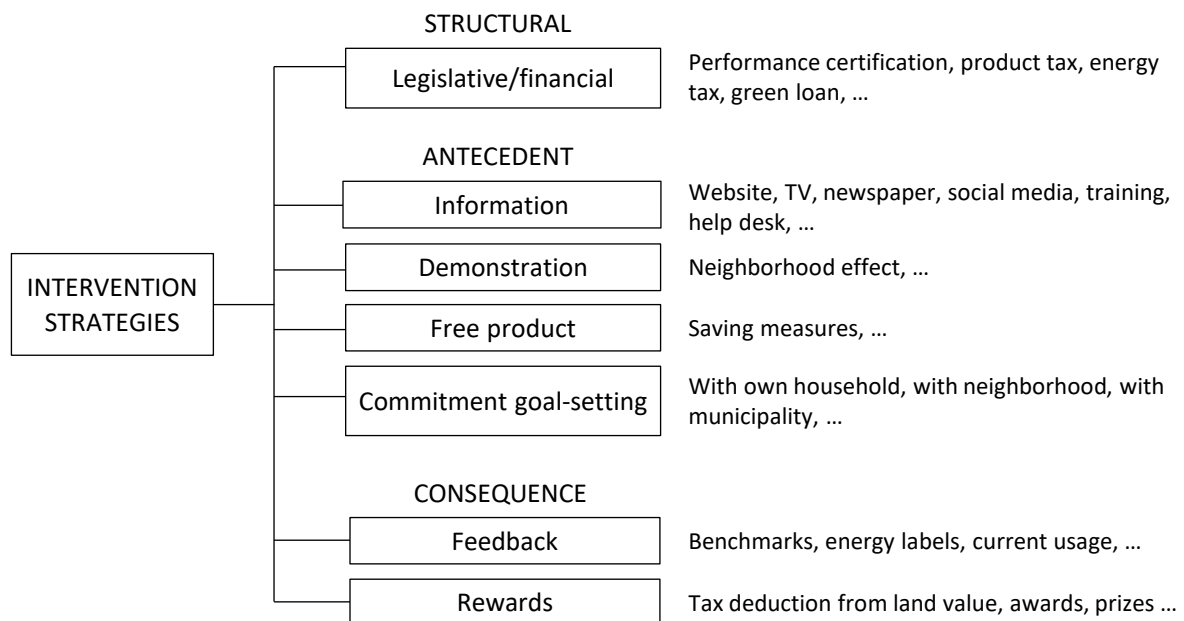 STRUCTURAL
Legislative/financial
Performance certification, product tax, energy
tax, green loan, …
ANTECEDENT
Information
Website, TV, newspaper, social media, training,
help desk, …
Demonstration
Neighborhood effect, …
INTERVENTION
STRATEGIES
Free product
Saving measures, …
Commitment goal-setting
With own household, with neighborhood, with
municipality, …
CONSEQUENCE
Feedback
Benchmarks, energy labels, current usage, …
Rewards
Tax deduction from land value, awards, prizes …